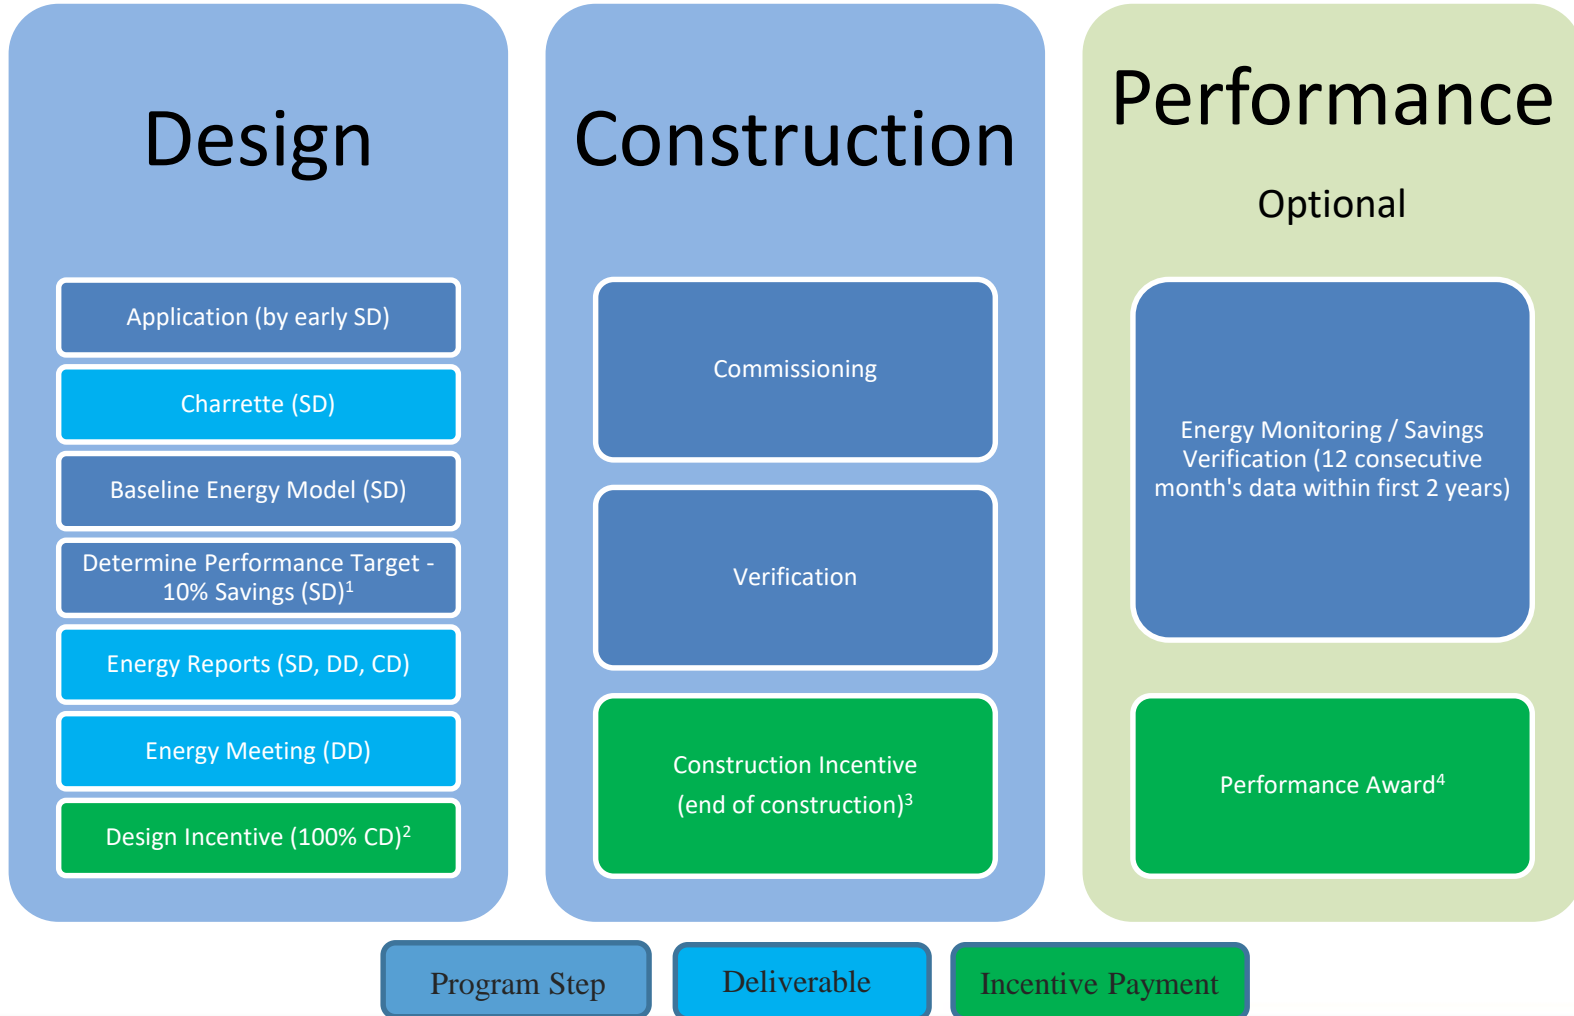 Design
Application (by early SD)
Charrette (SD)
Baseline Energy Model (SD)
Determine Performance Target -
10% Savings (SD)1
Energy Reports (SD, DD, CD)
Energy Meeting (DD)
Design Incentive (100% CD)2
Construction
Commissioning
Verification
Construction Incentive
(end of construction)3
Performance
Optional
Energy Monitoring / Savings
Verification (12 consecutive
month's data within first 2 years)
Performance Award4
Program Step
Deliverable
Incentive Payment